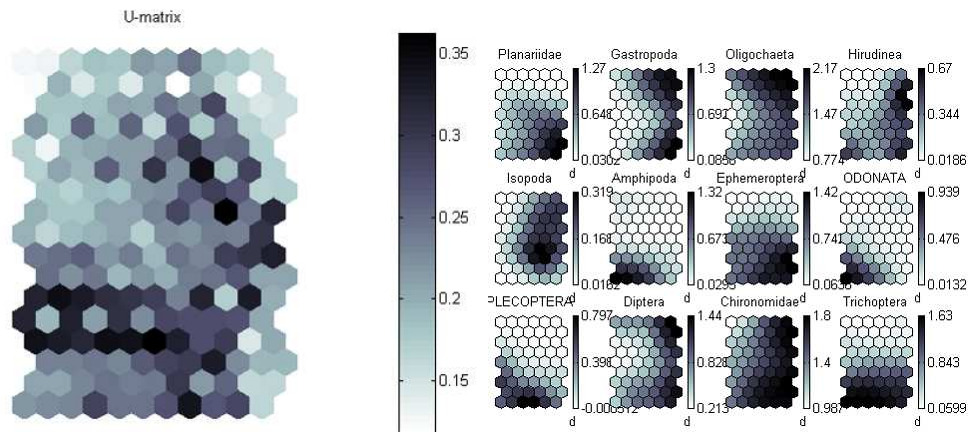 U-matrix
0.35
0.3
0.25
0.2
0.15
Planariidae Gastropoda Oligochaeta Hirudinea
1.27 1.3 2.17 0.67
0.648 0.692 1.47 0.344
0.0302 0.0858 0.774 0.0186
d d d d
Isopoda Amphipoda Ephemeroptera ODONATA
0.319 1.32 1.42 0.939
0.168 0.673 0.741 0.476
0.0162 0.0293 0.0638 0.0132
d d d d
PLECOPTERA Diptera Chironomidae Trichoptera
0.797 1.44 1.8 1.63
0.398 0.828 1.4 0.843
-0.000512 0.213 0.987 0.0599
d d d d